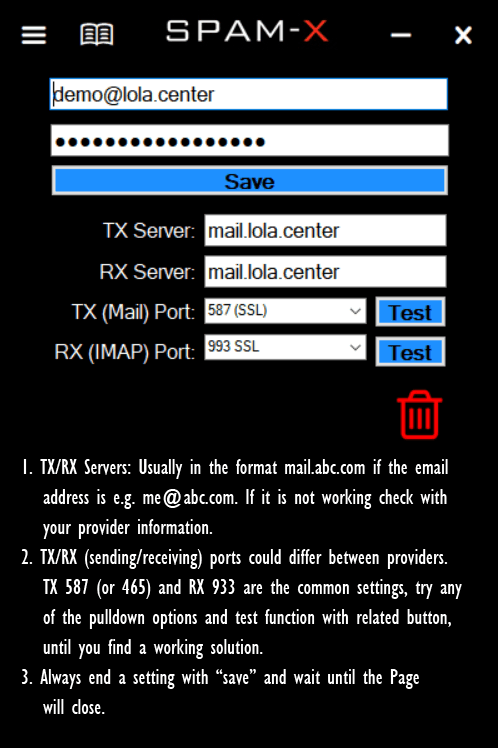 SPAM-X
demo@lola.center
●●●●●●●●●●●●●●●●●
Save
TX Server: mail.lola.center
RX Server: mail.lola.center
TX (Mail) Port: 587 (SSL) Test
RX (IMAP) Port: 993 SSL Test
1. TX/RX Servers: Usually in the format mail.abc.com if the email
address is e.g. me@abc.com. If it is not working check with
your provider information.
2. TX/RX (sending/receiving) ports could differ between providers.
TX 587 (or 465) and RX 933 are the common settings, try any
of the pulldown options and test function with related button,
until you find a working solution.
3. Always end a setting with “save” and wait until the Page
will close.